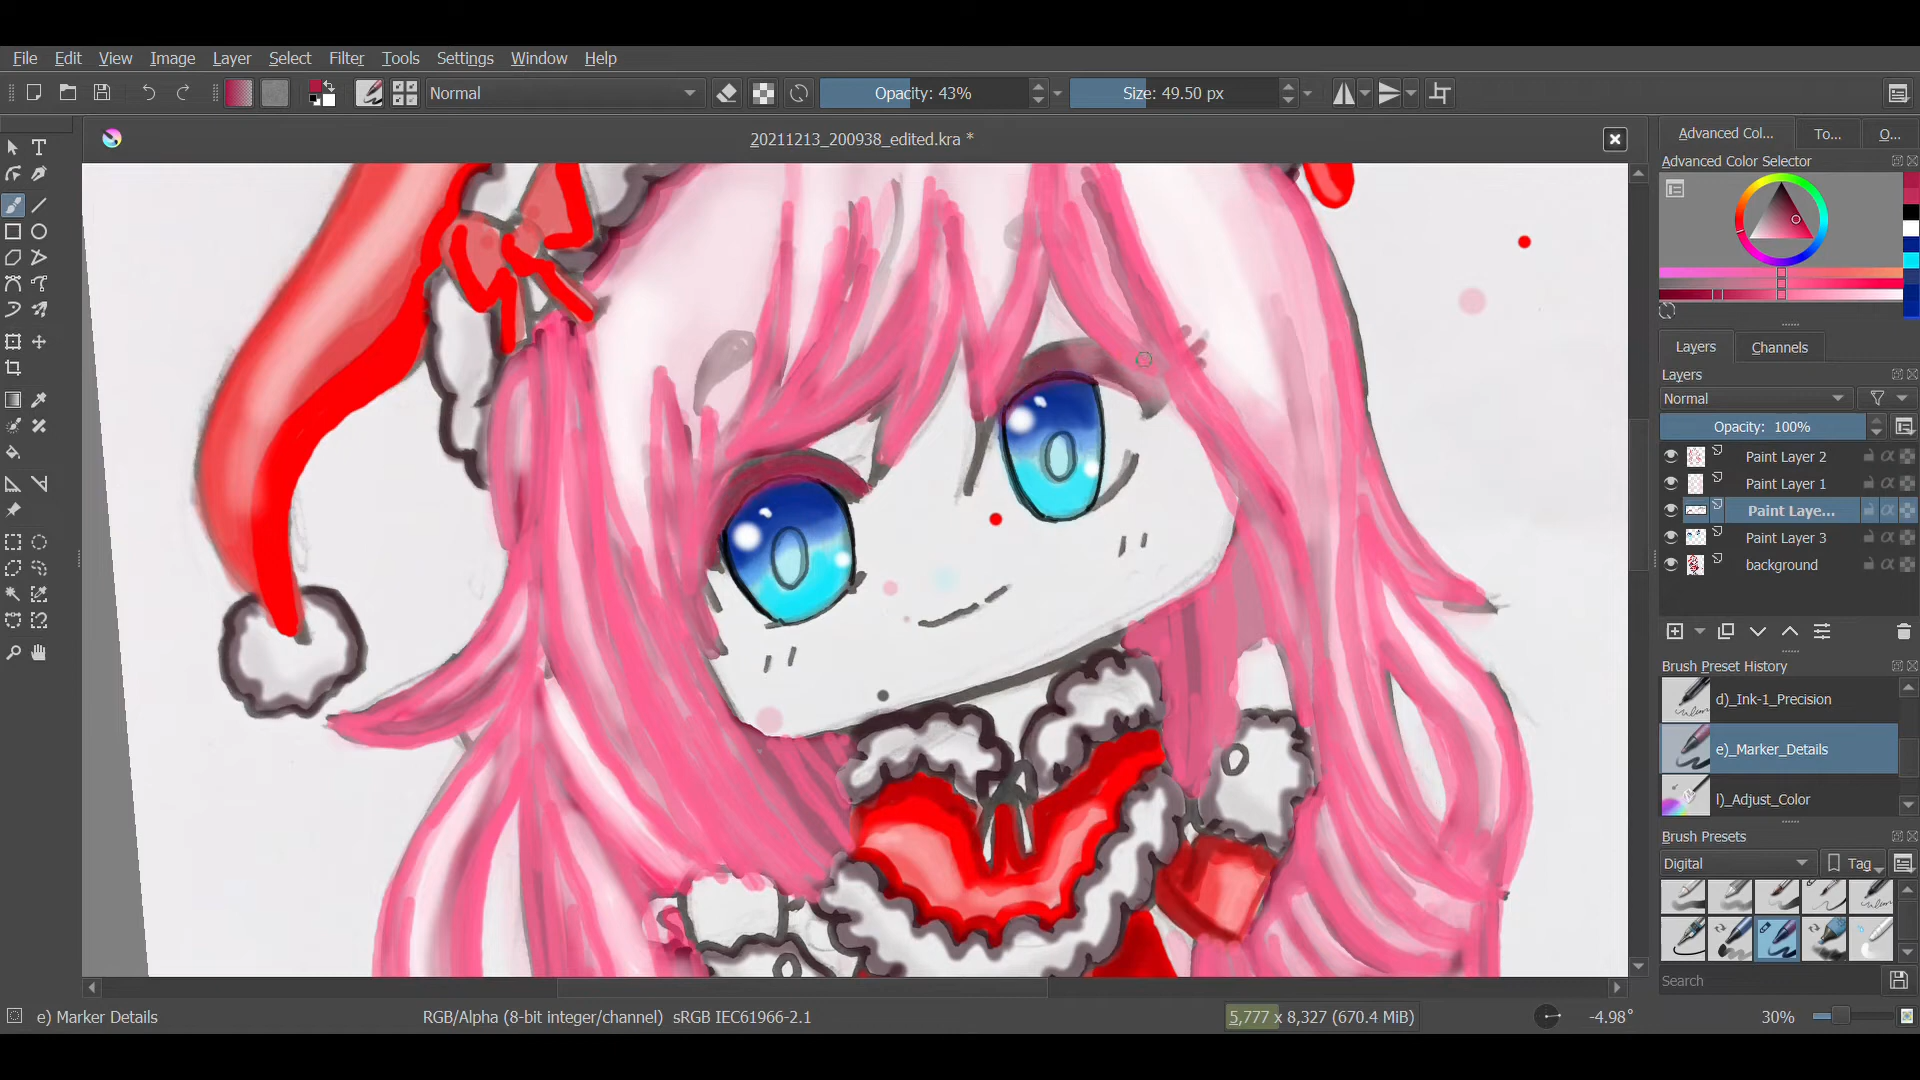 File Edit View Image Layer Select Filter Tools Settings Window Help
Normal Opacity: 43% Size: 49.50 px
20211213_200938_edited.kra *
Advanced Col... To... O...
Advanced Color Selector
Layers Channels
Layers
Normal
Opacity: 100%
Paint Layer 2
Paint Layer 1
Paint Laye...
Paint Layer 3
background
Brush Preset History
d)_Ink-1_Precision
e)_Marker_Details
l)_Adjust_Color
Brush Presets
Digital Tag
Search
e) Marker Details RGB/Alpha (8-bit integer/channel) sRGB IEC61966-2.1 5,777 x 8,327 (670.4 MiB) -4.98° 30%